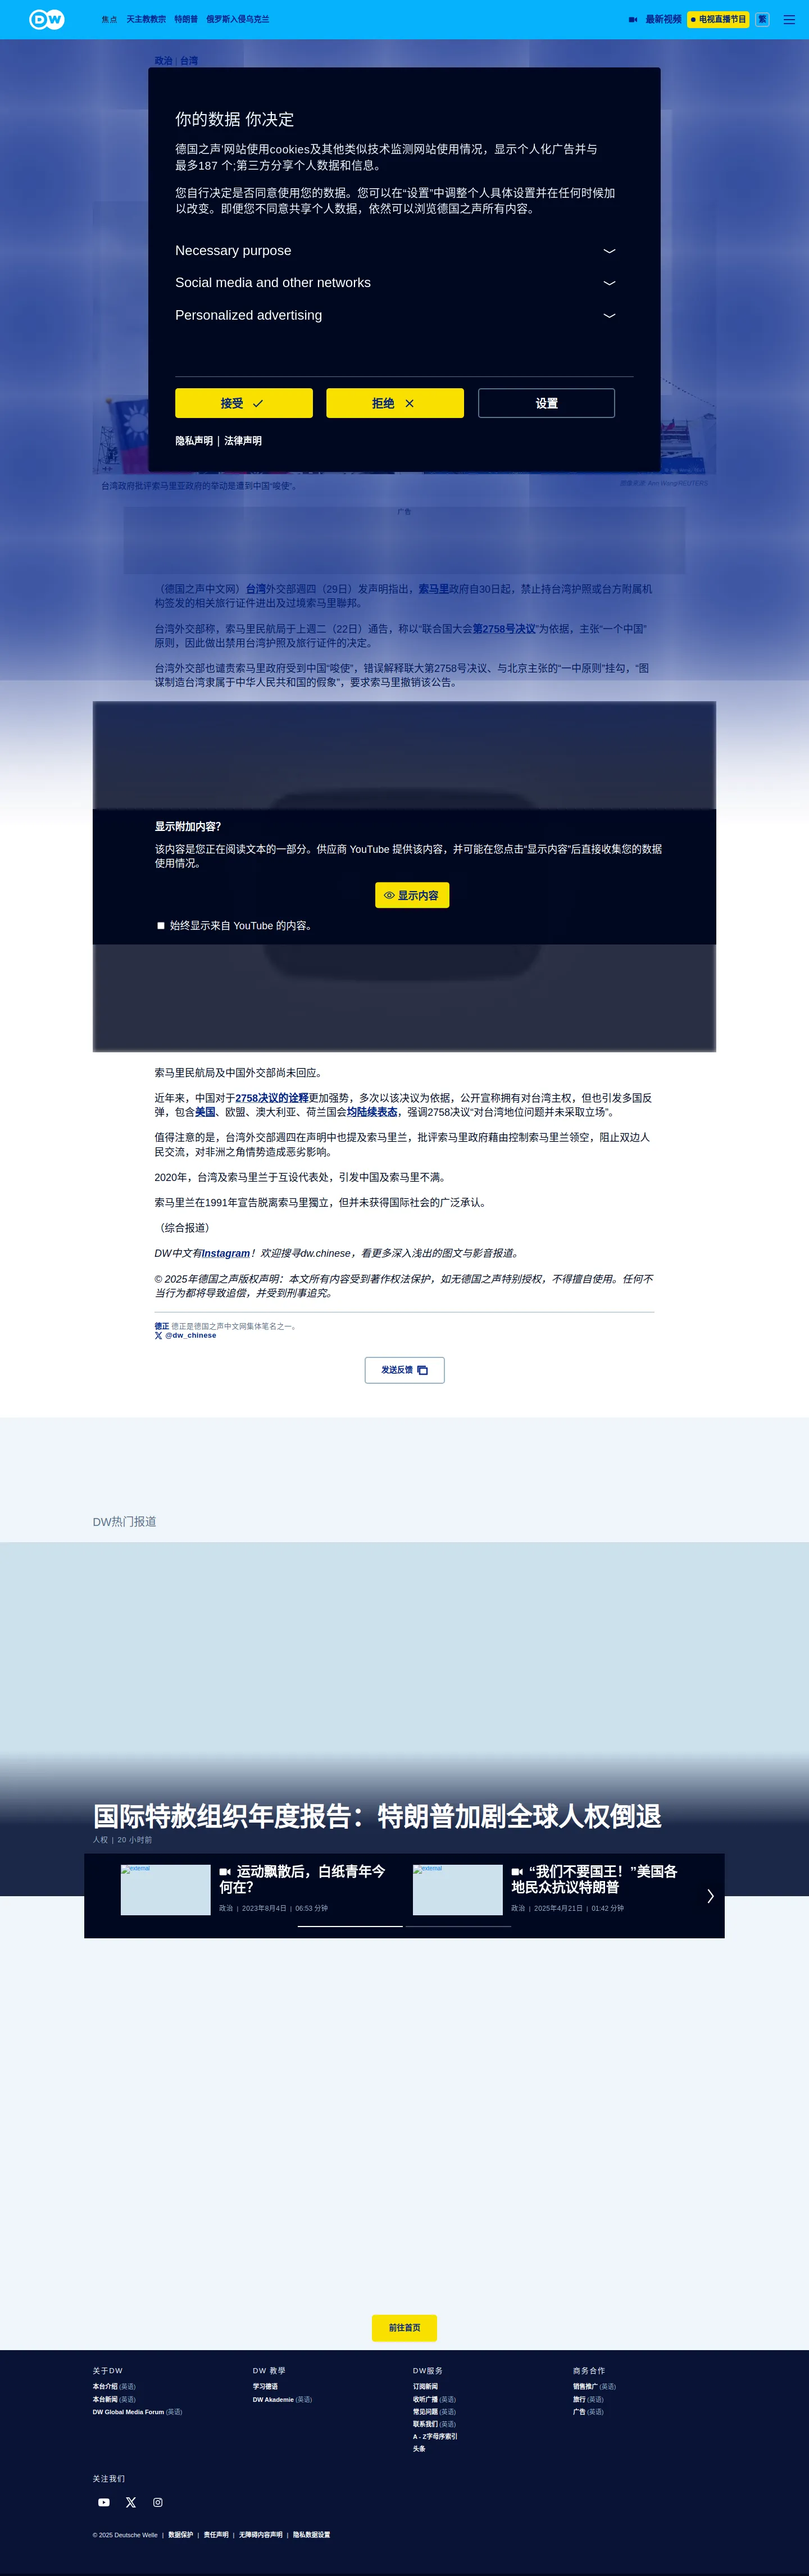 DW
焦点 天主教教宗 特朗普 俄罗斯入侵乌克兰
最新视频 电视直播节目 繁
政治 | 台湾
你的数据 你决定
德国之声'网站使用cookies及其他类似技术监测网站使用情况，显示个人化广告并与
最多187 个;第三方分享个人数据和信息。
您自行决定是否同意使用您的数据。您可以在“设置”中调整个人具体设置并在任何时候加
以改变。即便您不同意共享个人数据，依然可以浏览德国之声所有内容。
Necessary purpose
Social media and other networks
Personalized advertising
接受 拒绝 设置
隐私声明 | 法律声明
台湾政府批评索马里亚政府的举动是遭到中国“唆使”。
图像来源: Ann Wang/REUTERS
广告
（德国之声中文网）台湾外交部週四（29日）发声明指出，索马里政府自30日起，禁止持台湾护照或台方附属机
构签发的相关旅行证件进出及过境索马里聯邦。
台湾外交部称，索马里民航局于上週二（22日）通告，称以“联合国大会第2758号决议”为依据，主张“一个中国”
原则，因此做出禁用台湾护照及旅行证件的决定。
台湾外交部也谴责索马里政府受到中国“唆使”，错误解释联大第2758号决议、与北京主张的“一中原则”挂勾，“图
谋制造台湾隶属于中华人民共和国的假象”，要求索马里撤销该公告。
显示附加内容？
该内容是您正在阅读文本的一部分。供应商 YouTube 提供该内容，并可能在您点击“显示内容”后直接收集您的数据
使用情况。
显示内容
始终显示来自 YouTube 的内容。
索马里民航局及中国外交部尚未回应。
近年来，中国对于2758决议的诠释更加强势，多次以该决议为依据，公开宣称拥有对台湾主权，但也引发多国反
弹，包含美国、欧盟、澳大利亚、荷兰国会均陆续表态，强调2758决议“对台湾地位问题并未采取立场”。
值得注意的是，台湾外交部週四在声明中也提及索马里兰，批评索马里政府藉由控制索马里兰领空，阻止双边人
民交流，对非洲之角情势造成恶劣影响。
2020年，台湾及索马里兰于互设代表处，引发中国及索马里不满。
索马里兰在1991年宣告脱离索马里獨立，但并未获得国际社会的广泛承认。
（综合报道）
DW中文有Instagram！欢迎搜寻dw.chinese，看更多深入浅出的图文与影音报道。
© 2025年德国之声版权声明：本文所有内容受到著作权法保护，如无德国之声特别授权，不得擅自使用。任何不
当行为都将导致追偿，并受到刑事追究。
德正 德正是德国之声中文网集体笔名之一。
@dw_chinese
发送反馈
DW热门报道
国际特赦组织年度报告：特朗普加剧全球人权倒退
人权 | 20 小时前
external
运动飘散后，白纸青年今
何在？
政治 | 2023年8月4日 | 06:53 分钟
external
“我们不要国王！”美国各
地民众抗议特朗普
政治 | 2025年4月21日 | 01:42 分钟
前往首页
关于DW
本台介绍 (英语)
本台新闻 (英语)
DW Global Media Forum (英语)
DW 教學
学习德语
DW Akademie (英语)
DW服务
订阅新闻
收听广播 (英语)
常见问题 (英语)
联系我们 (英语)
A - Z字母序索引
头条
商务合作
销售推广 (英语)
旅行 (英语)
广告 (英语)
关注我们
© 2025 Deutsche Welle | 数据保护 | 责任声明 | 无障碍内容声明 | 隐私数据设置